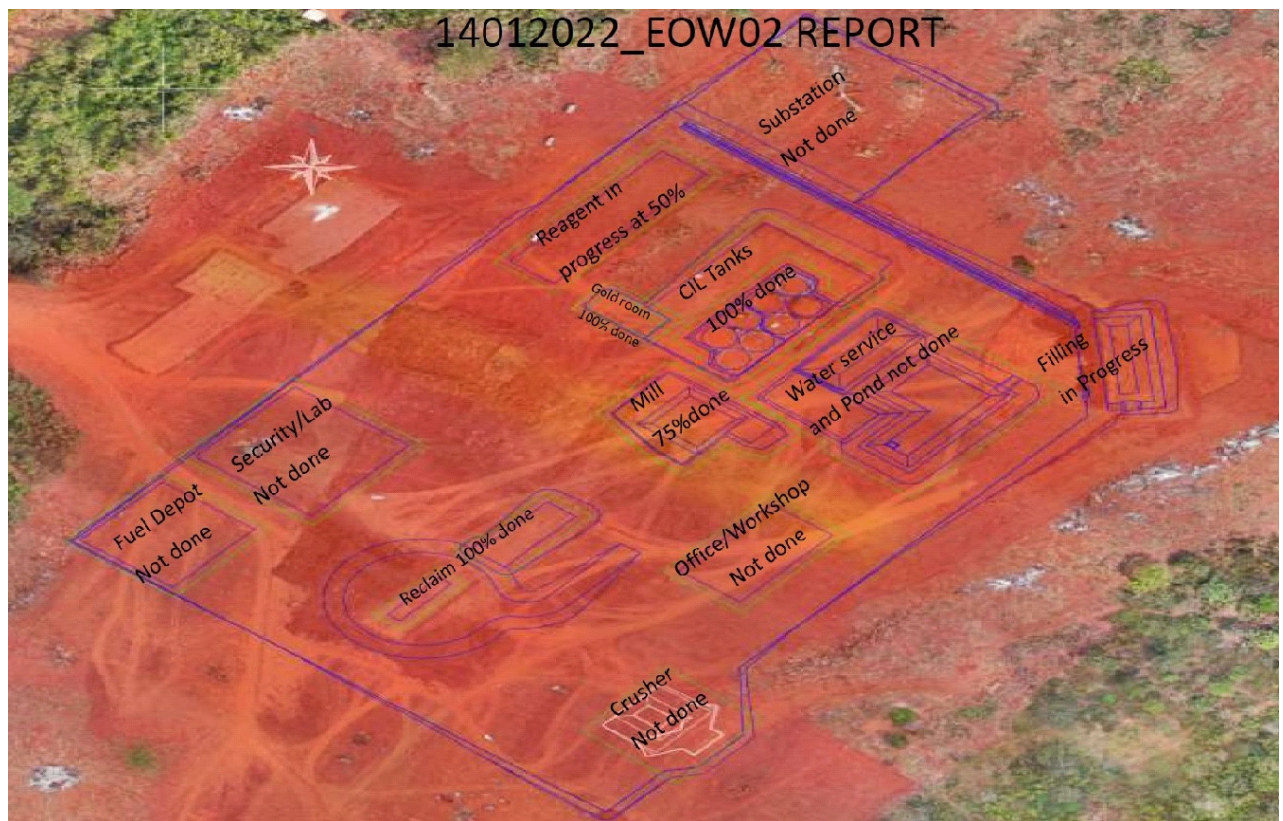 14012022_EOW02 REPORT
Substation
Not done
Reagent in
progress at 50%
CIL Tanks
100% done
Gold room
100% done
Water service
and Pond not done
Filling
in Progress
Mill
75%done
Security/Lab
Not done
Fuel Depot
Not done
Reclaim 100% done
Office/Workshop
Not done
Crusher
Not done